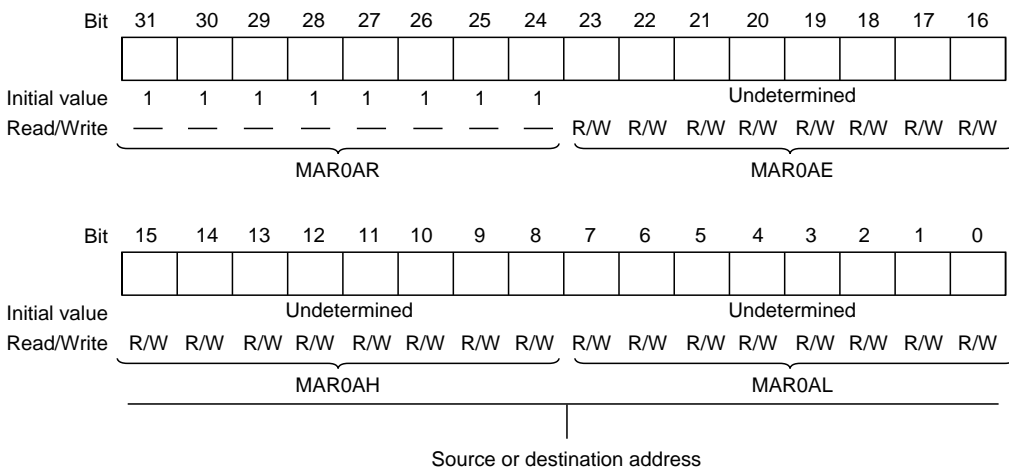 Bit 31 30 29 28 27 26 25 24 23 22 21 20 19 18 17 16
Initial value 1 1 1 1 1 1 1 1 Undetermined
Read/Write — — — — — — — — R/W R/W R/W R/W R/W R/W R/W R/W
MAR0AR MAR0AE
Bit 15 14 13 12 11 10 9 8 7 6 5 4 3 2 1 0
Initial value Undetermined Undetermined
Read/Write R/W R/W R/W R/W R/W R/W R/W R/W R/W R/W R/W R/W R/W R/W R/W R/W
MAR0AH MAR0AL
Source or destination address